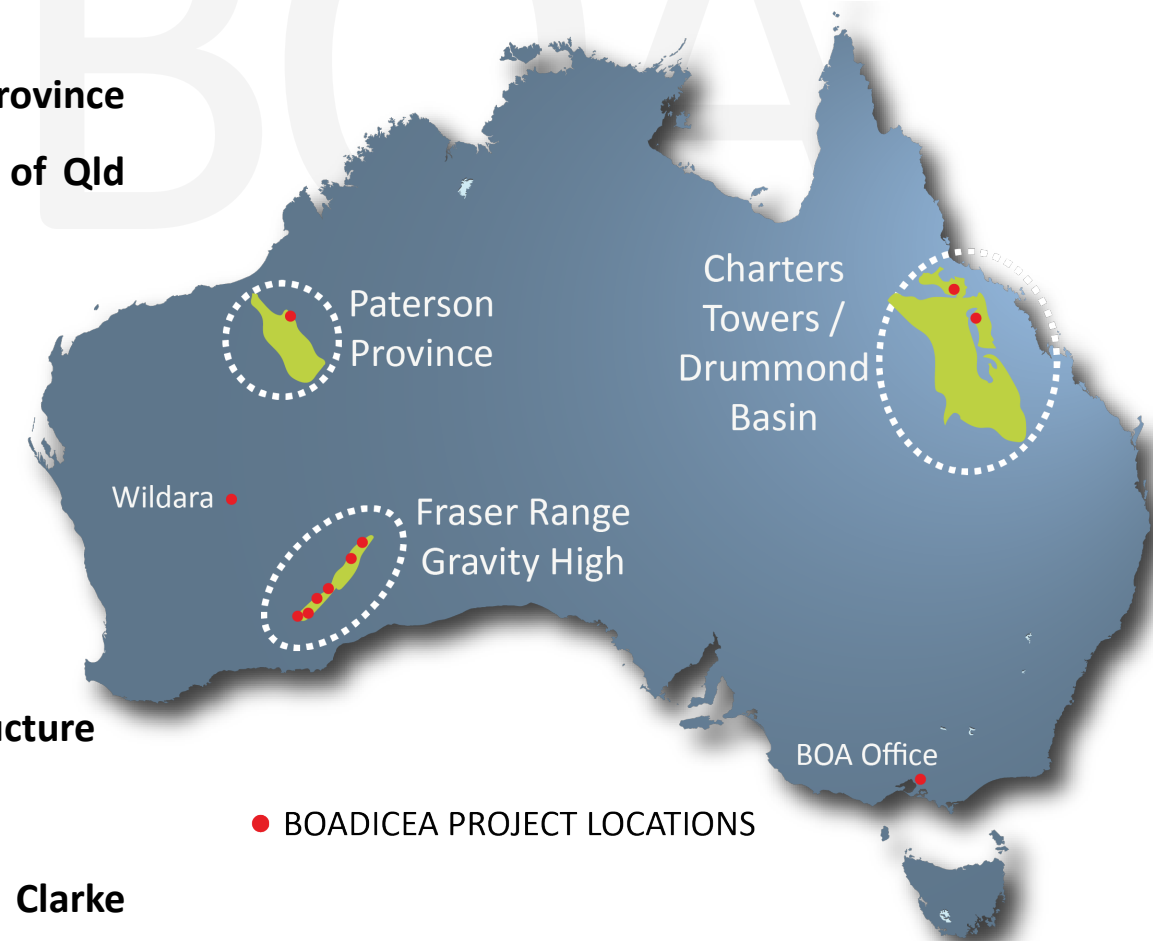 BOA
rovince
of Qld
Charters
Towers /
Drummond
Basin
Paterson
Province
Wildara
Fraser Range
Gravity High
ucture
BOA Office
BOADICEA PROJECT LOCATIONS
Clarke